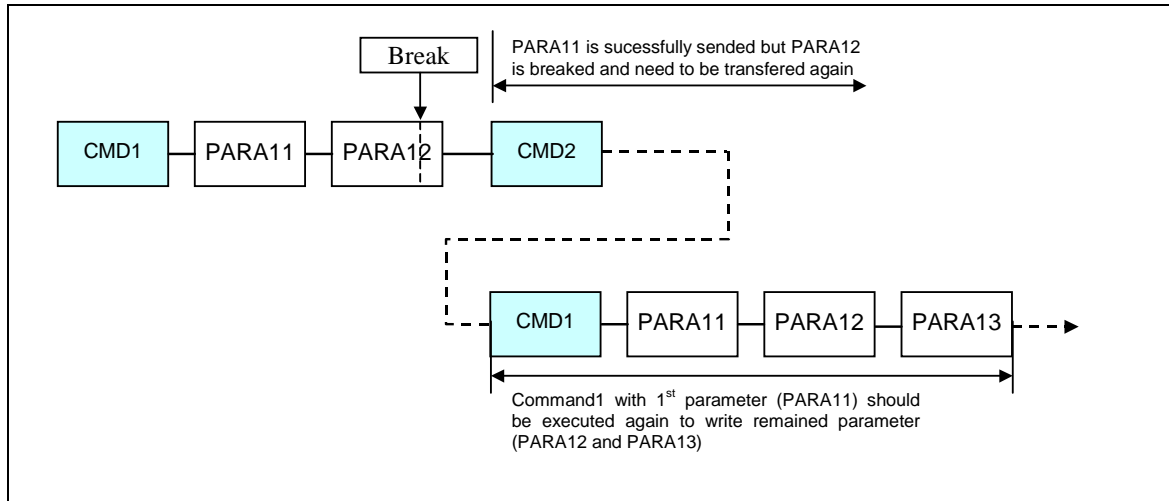 Break
PARA11 is sucessfully sended but PARA12
is breaked and need to be transfered again
CMD1
PARA11
PARA12
CMD2
CMD1
PARA11
PARA12
PARA13
Command1 with 1st parameter (PARA11) should
be executed again to write remained parameter
(PARA12 and PARA13)